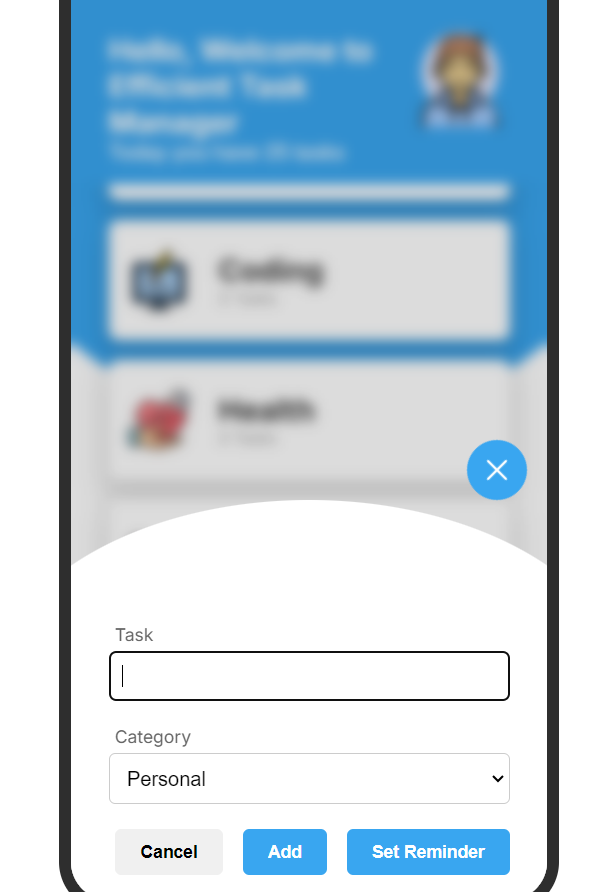 Hello, Welcome to
Efficient Task
Manager
Coding
Health
Task
Category
Personal
Cancel
Add
Set Reminder